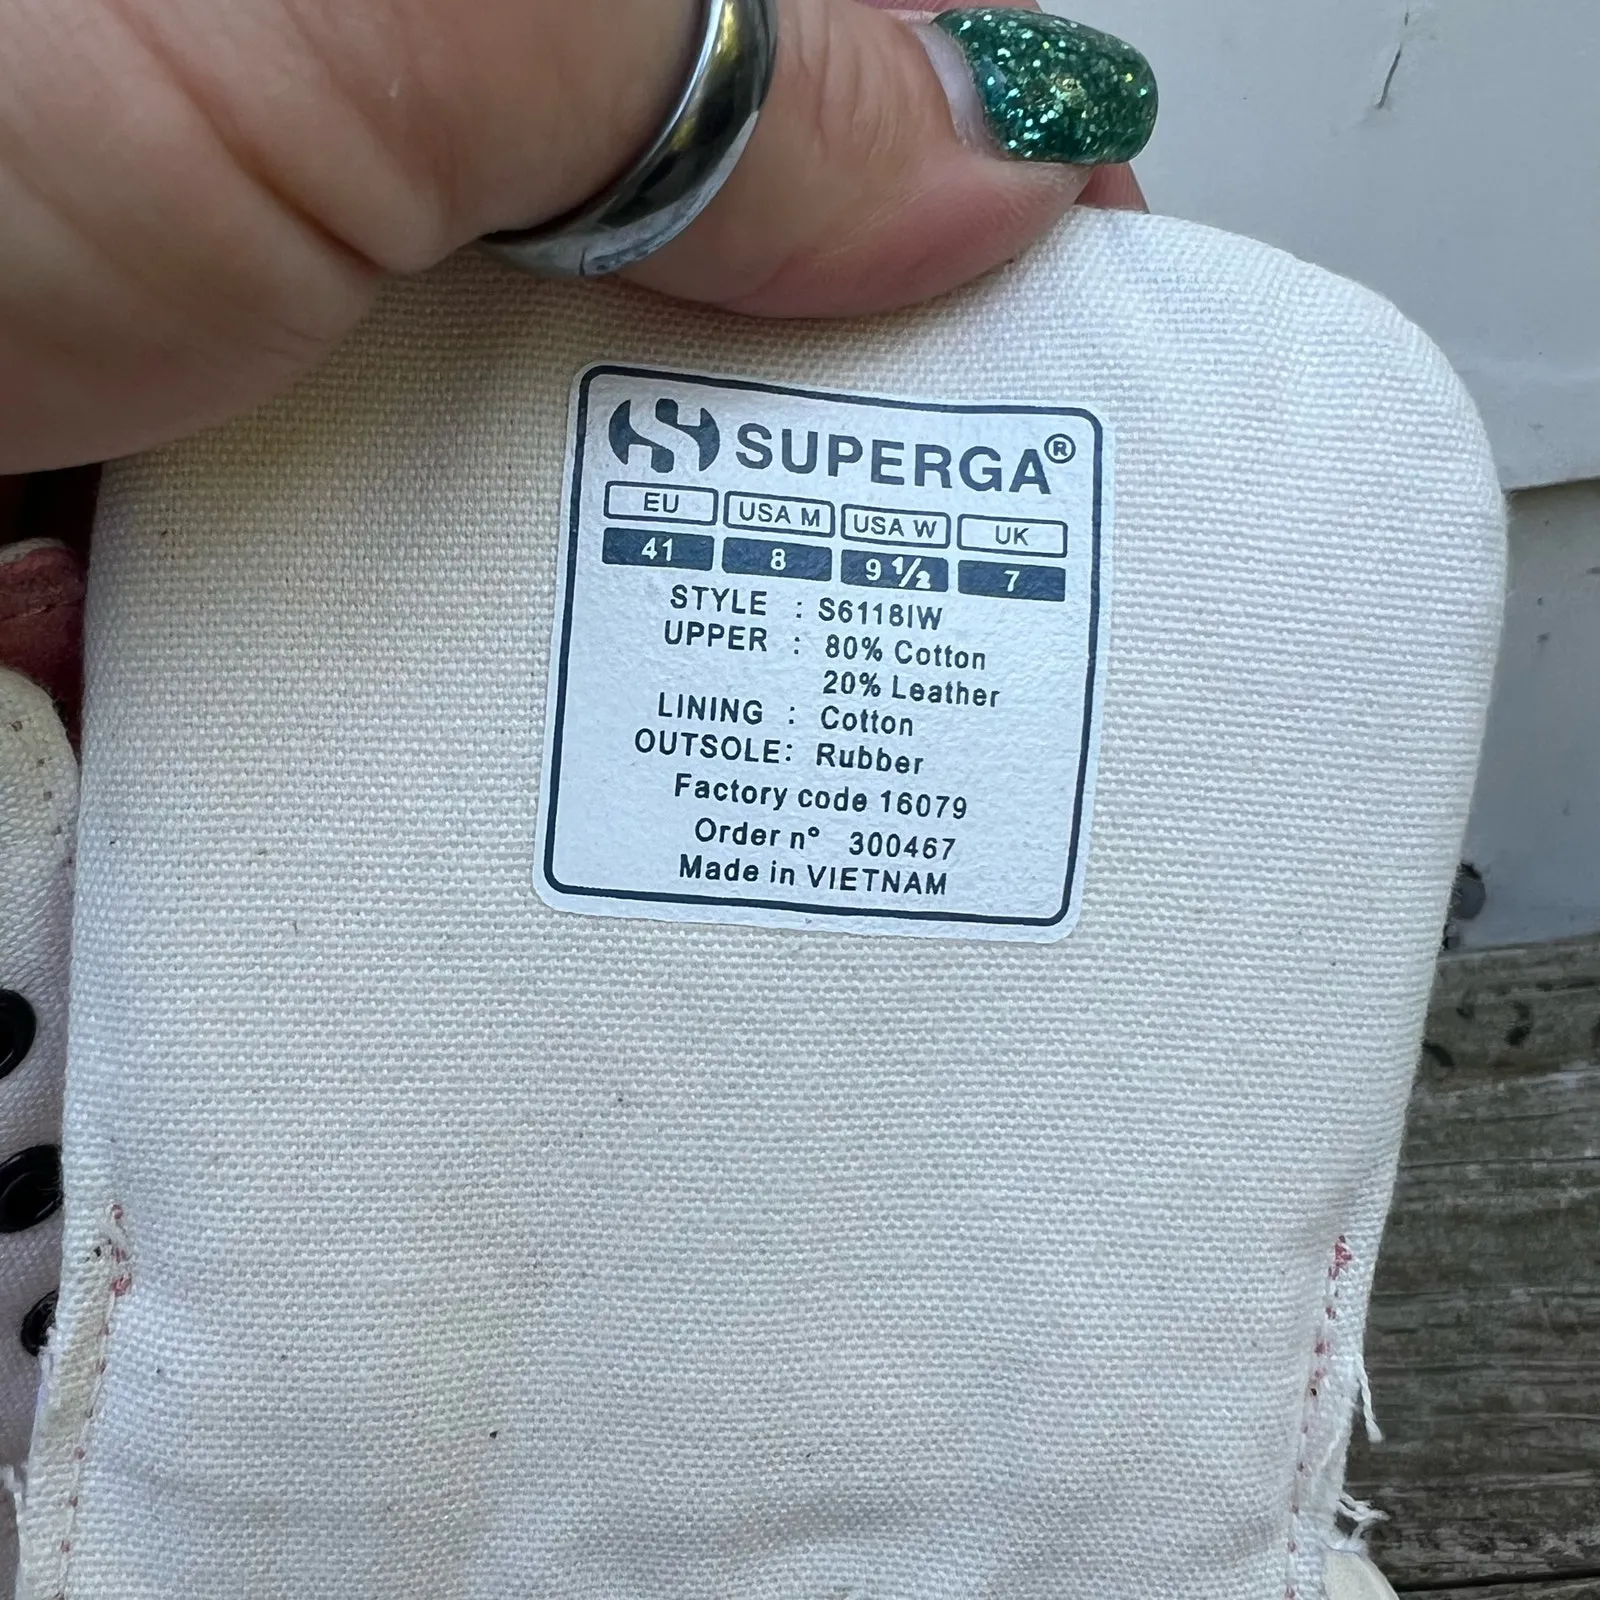 SUPERGA®
EU USA M USA W UK
41 8 9 1/2 7
STYLE : S6118IW
UPPER : 80% Cotton
20% Leather
LINING : Cotton
OUTSOLE: Rubber
Factory code 16079
Order n° 300467
Made in VIETNAM